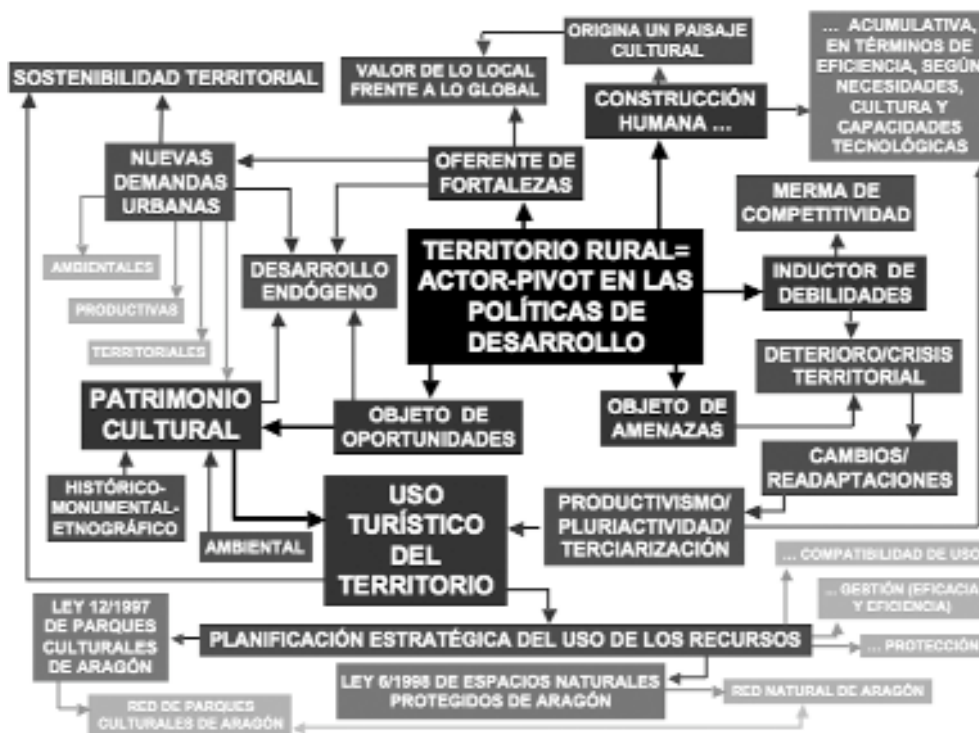 ORIGINA UN PAISAJE
CULTURAL
... ACUMULATIVA,
EN TÉRMINOS DE
EFICIENCIA, SEGÚN
NECESIDADES,
CULTURA Y
CAPACIDADES
TECNOLÓGICAS
SOSTENIBILIDAD TERRITORIAL
VALOR DE LO LOCAL
FRENTE A LO GLOBAL
CONSTRUCCIÓN
HUMANA ...
NUEVAS
DEMANDAS
URBANAS
OFERENTE DE
FORTALEZAS
MERMA DE
COMPETITIVIDAD
AMBIENTALES
PRODUCTIVAS
TERRITORIALES
DESARROLLO
ENDÓGENO
TERRITORIO RURAL=
ACTOR-PIVOT EN LAS
POLÍTICAS DE
DESARROLLO
INDUCTOR DE
DEBILIDADES
DETERIORO/CRISIS
TERRITORIAL
PATRIMONIO
CULTURAL
OBJETO DE
OPORTUNIDADES
OBJETO DE
AMENAZAS
CAMBIOS/
READAPTACIONES
HISTÓRICO-
MONUMENTAL-
ETNOGRÁFICO
AMBIENTAL
USO
TURÍSTICO
DEL
TERRITORIO
PRODUCTIVISMO/
PLURIACTIVIDAD/
TERCIARIZACIÓN
... COMPATIBILIDAD DE USO
... GESTIÓN (EFICACIA
Y EFICIENCIA)
... PROTECCIÓN
LEY 12/1997
DE PARQUES
CULTURALES
DE ARAGÓN
PLANIFICACIÓN ESTRATÉGICA DEL USO DE LOS RECURSOS
LEY 6/1998 DE ESPACIOS NATURALES
PROTEGIDOS DE ARAGÓN
RED NATURAL DE ARAGÓN
RED DE PARQUES
CULTURALES DE ARAGÓN